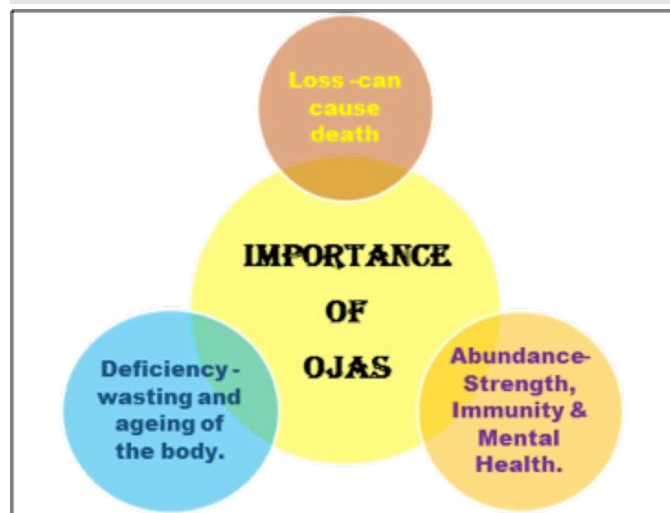 Loss -can
cause
death
IMPORTANCE
OF
OJAS
Deficiency -
wasting and
ageing of
the body.
Abundance-
Strength,
Immunity &
Mental
Health.